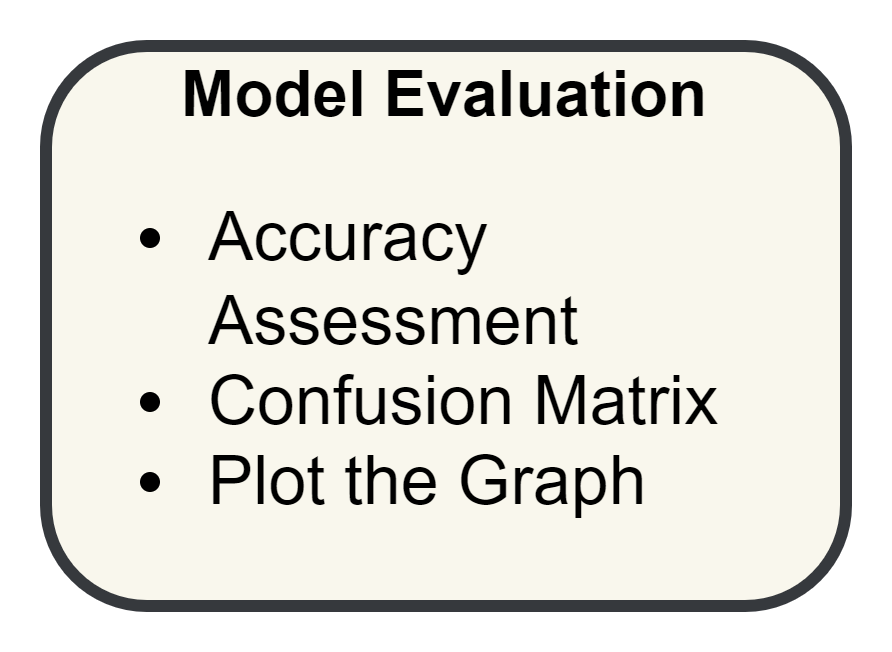 Model Evaluation
• Accuracy
Assessment
• Confusion Matrix
• Plot the Graph